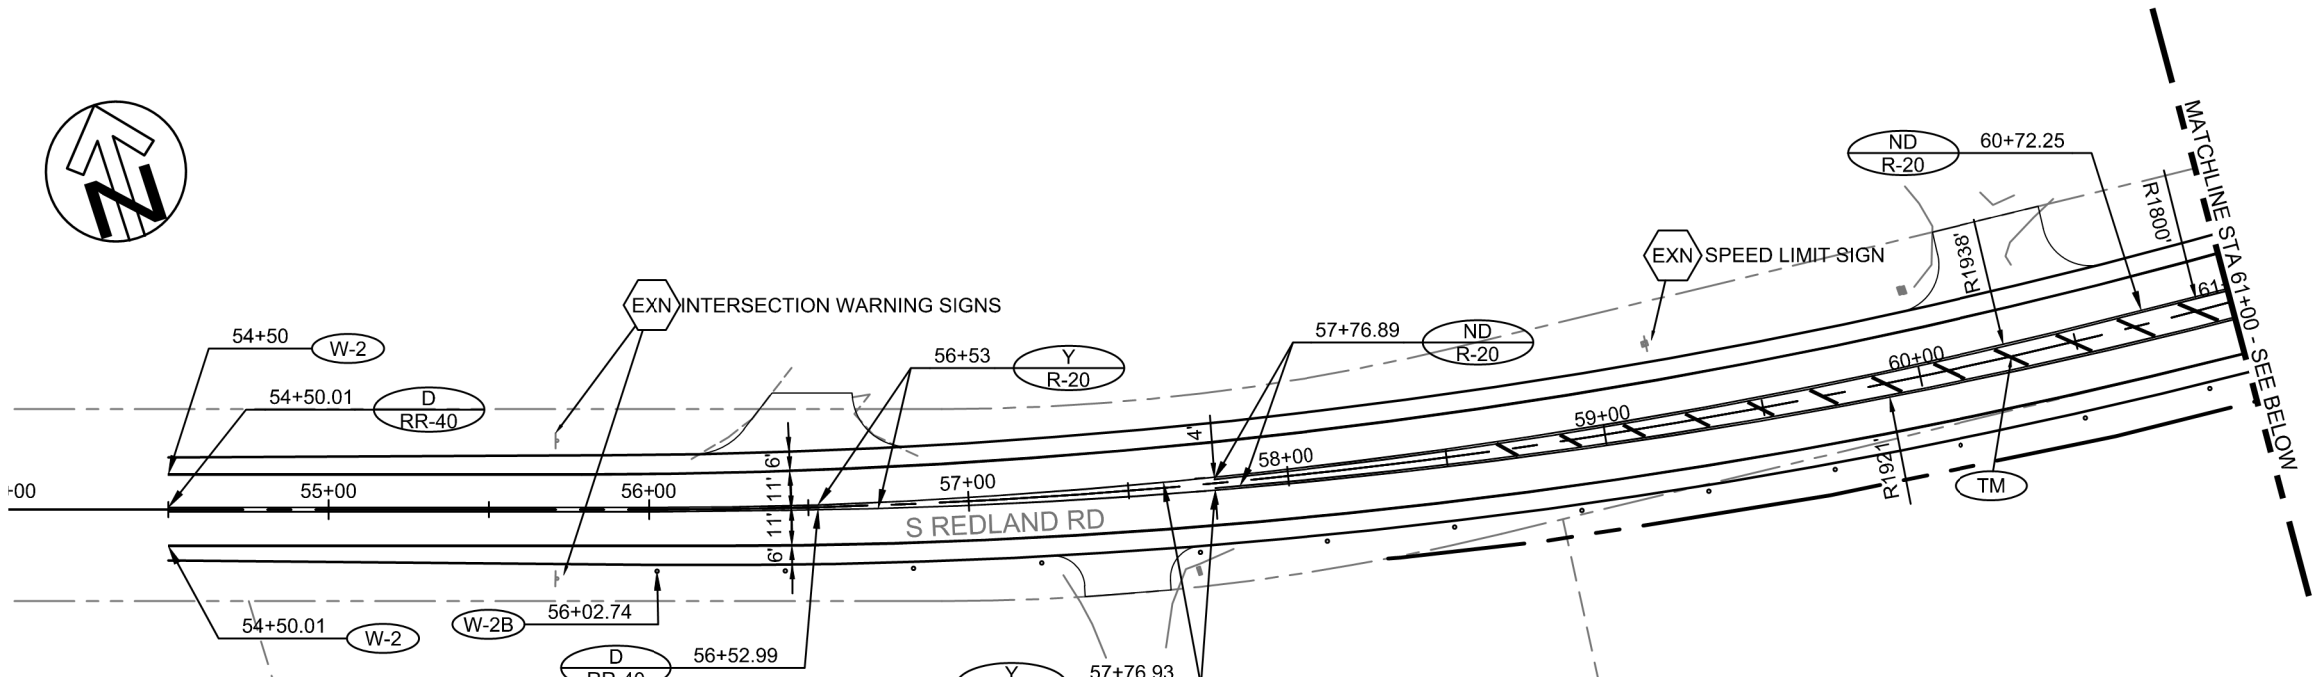 N
MATCHLINE STA 61+00 - SEE BELOW
ND
R-20
60+72.25
R1800'
R1938'
EXN
SPEED LIMIT SIGN
EXN
INTERSECTION WARNING SIGNS
54+50
W-2
54+50.01
D
RR-40
56+53
Y
R-20
57+76.89
ND
R-20
+00
55+00
56+00
57+00
58+00
59+00
60+00
61+
6'
11'
11'
6'
4'
S REDLAND RD
R1921'
TM
54+50.01
W-2
W-2B
56+02.74
D
RR-40
56+52.99
Y
57+76.93